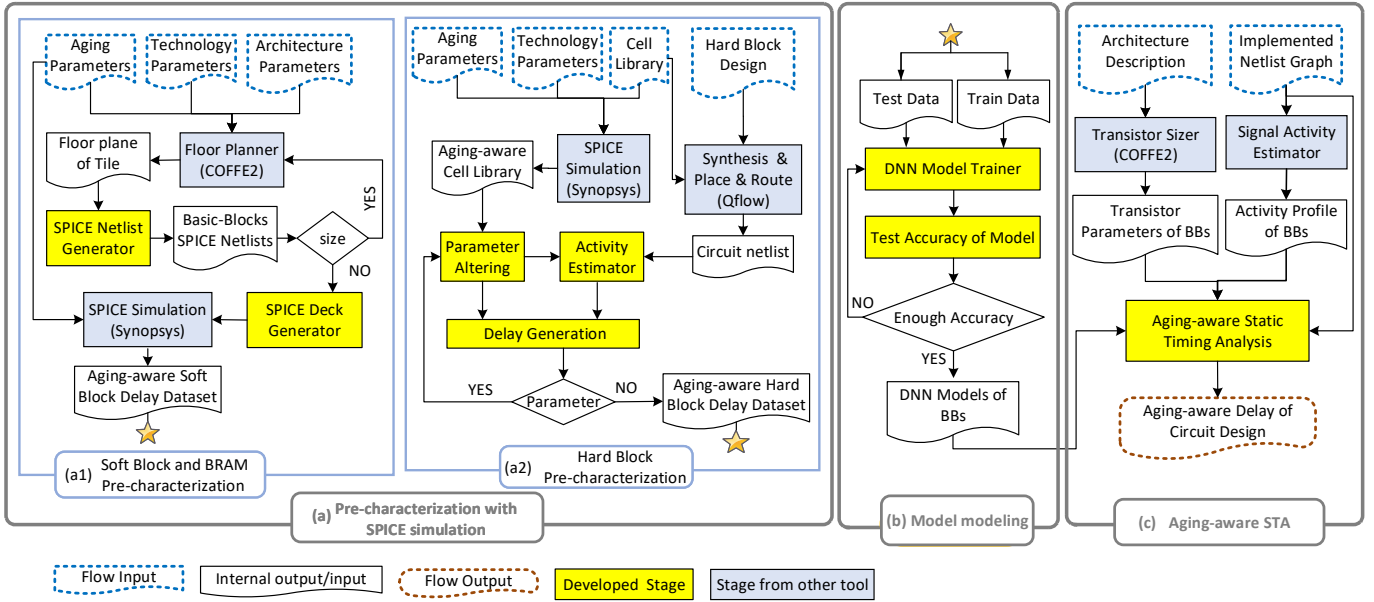 Aging
Parameters
Technology
Parameters
Architecture
Parameters
Floor plane
of Tile
Floor Planner
(COFFE2)
YES
SPICE Netlist
Generator
Basic-Blocks
SPICE Netlists
size
NO
SPICE Simulation
(Synopsys)
SPICE Deck
Generator
Aging-aware Soft
Block Delay Dataset
(a1)
Soft Block and BRAM
Pre-characterization
Aging
Parameters
Technology
Parameters
Cell
Library
Hard Block
Design
Aging-aware
Cell Library
SPICE
Simulation
(Synopsys)
Synthesis &
Place & Route
(Qflow)
Parameter
Altering
Activity
Estimator
Circuit netlist
Delay Generation
YES
Parameter
NO
Aging-aware Hard
Block Delay Dataset
(a2)
Hard Block
Pre-characterization
(a)
Pre-characterization with
SPICE simulation
Test Data
Train Data
DNN Model Trainer
Test Accuracy of Model
NO
Enough Accuracy
YES
DNN Models of
BBs
(b) Model modeling
Architecture
Description
Implemented
Netlist Graph
Transistor Sizer
(COFFE2)
Signal Activity
Estimator
Transistor
Parameters of BBs
Activity Profile
of BBs
Aging-aware Static
Timing Analysis
Aging-aware Delay of
Circuit Design
(c) Aging-aware STA
Flow Input
Internal output/input
Flow Output
Developed Stage
Stage from other tool